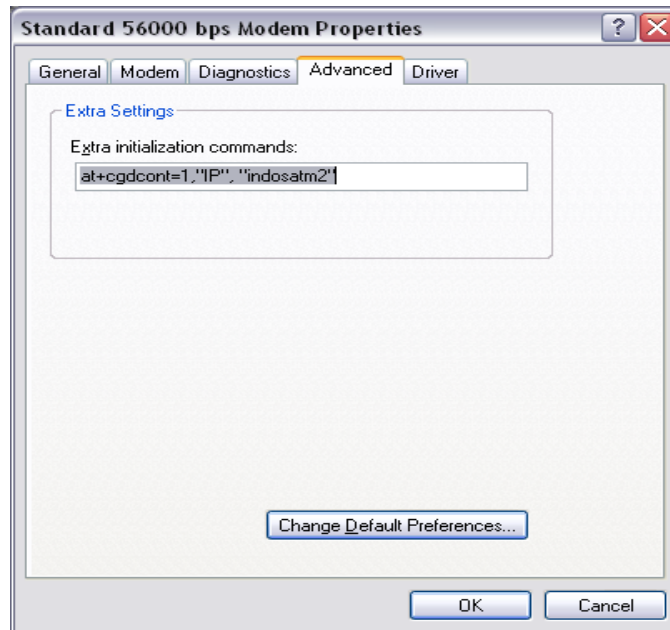 Standard 56000 bps Modem Properties
General Modem Diagnostics Advanced Driver
Extra Settings
Extra initialization commands:
at+cgdcont=1,"IP", "indosatm2"
Change Default Preferences...
OK Cancel